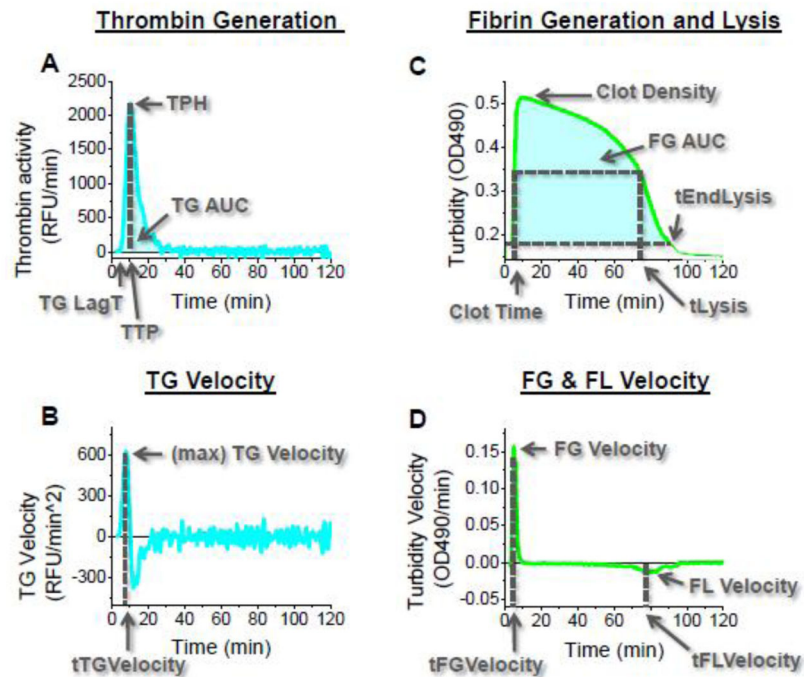 Thrombin Generation
A
2500
2000
1500
1000
500
0
Thrombin activity
(RFU/min)
TPH
TG AUC
0 20 40 60 80 100 120
TG LagT
Time (min)
TTP
Fibrin Generation and Lysis
C
0.5
0.4
0.3
0.2
Turbidity (OD490)
Clot Density
FG AUC
tEndLysis
0 20 40 60 80 100 120
Clot Time
Time (min)
tLysis
TG Velocity
B
600
300
0
-300
TG Velocity
(RFU/min^2)
(max) TG Velocity
0 20 40 60 80 100 120
Time (min)
tTGVelocity
FG & FL Velocity
D
0.15
0.10
0.05
0.00
-0.05
Turbidity Velocity
(OD490/min)
FG Velocity
FL Velocity
0 20 40 60 80 100 120
tFGVelocity
Time (min)
tFLVelocity